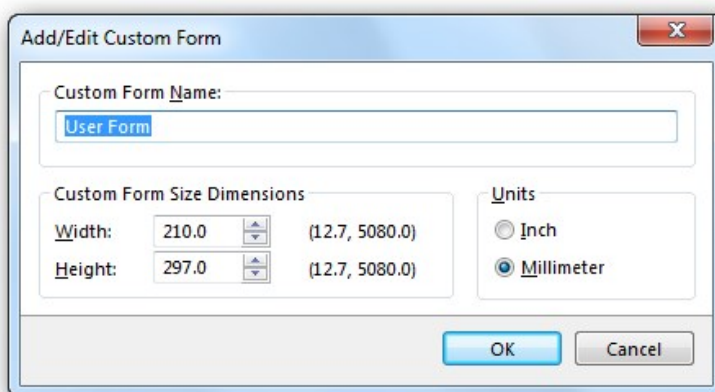 Add/Edit Custom Form
Custom Form Name:
User Form
Custom Form Size Dimensions
Width: 210.0 (12.7, 5080.0)
Height: 297.0 (12.7, 5080.0)
Units
Inch
Millimeter
OK Cancel